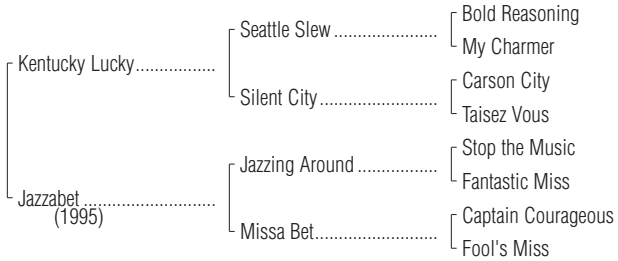 Bold Reasoning
Seattle Slew
My Charmer
Kentucky Lucky
Carson City
Silent City
Taisez Vous
Stop the Music
Jazzing Around
Fantastic Miss
Jazzabet
(1995)
Captain Courageous
Missa Bet
Fool's Miss